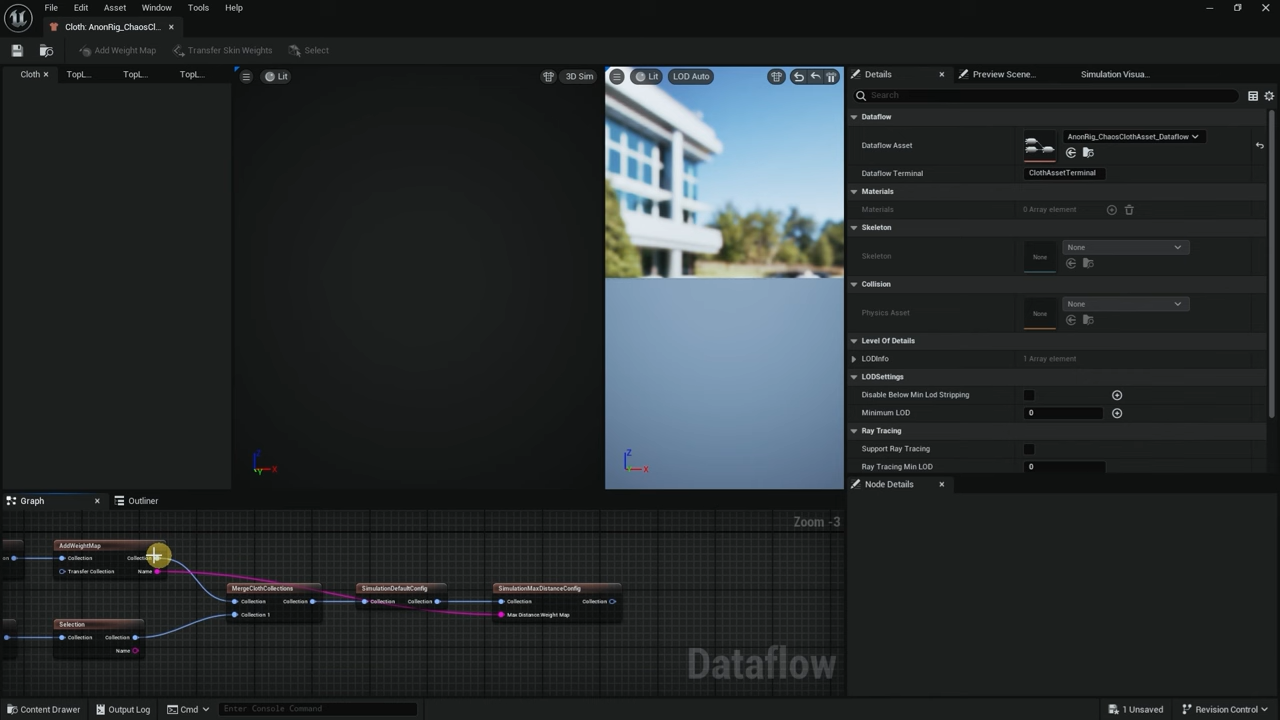 File Edit Asset Window Tools Help
Cloth: AnonRig_ChaosCl...
Add Weight Map Transfer Skin Weights Select
Cloth TopL... TopL... TopL...
Lit 3D Sim
Lit LOD Auto
Details Preview Scene... Simulation Visua...
Search
Dataflow
Dataflow Asset AnonRig_ChaosClothAsset_Dataflow
Dataflow Terminal ClothAssetTerminal
Materials
Materials 0 Array element
Skeleton
Skeleton None None
Collision
Physics Asset None None
Level Of Details
LODInfo 1 Array element
LODSettings
Disable Below Min Lod Stripping
Minimum LOD 0
Ray Tracing
Support Ray Tracing
Ray Tracing Min LOD 0
Z X Y
Z X
Node Details
Graph Outliner
Zoom -3
AddWeightMap
on Collection Collection
Transfer Collection Name
MergeClothCollections SimulationDefaultConfig SimulationMaxDistanceConfig
Collection Collection Collection Collection Collection Collection
Collection 1 Max Distance.Weight Map
Selection
Collection Collection
Name
Dataflow
Content Drawer Output Log Cmd Enter Console Command 1 Unsaved Revision Control